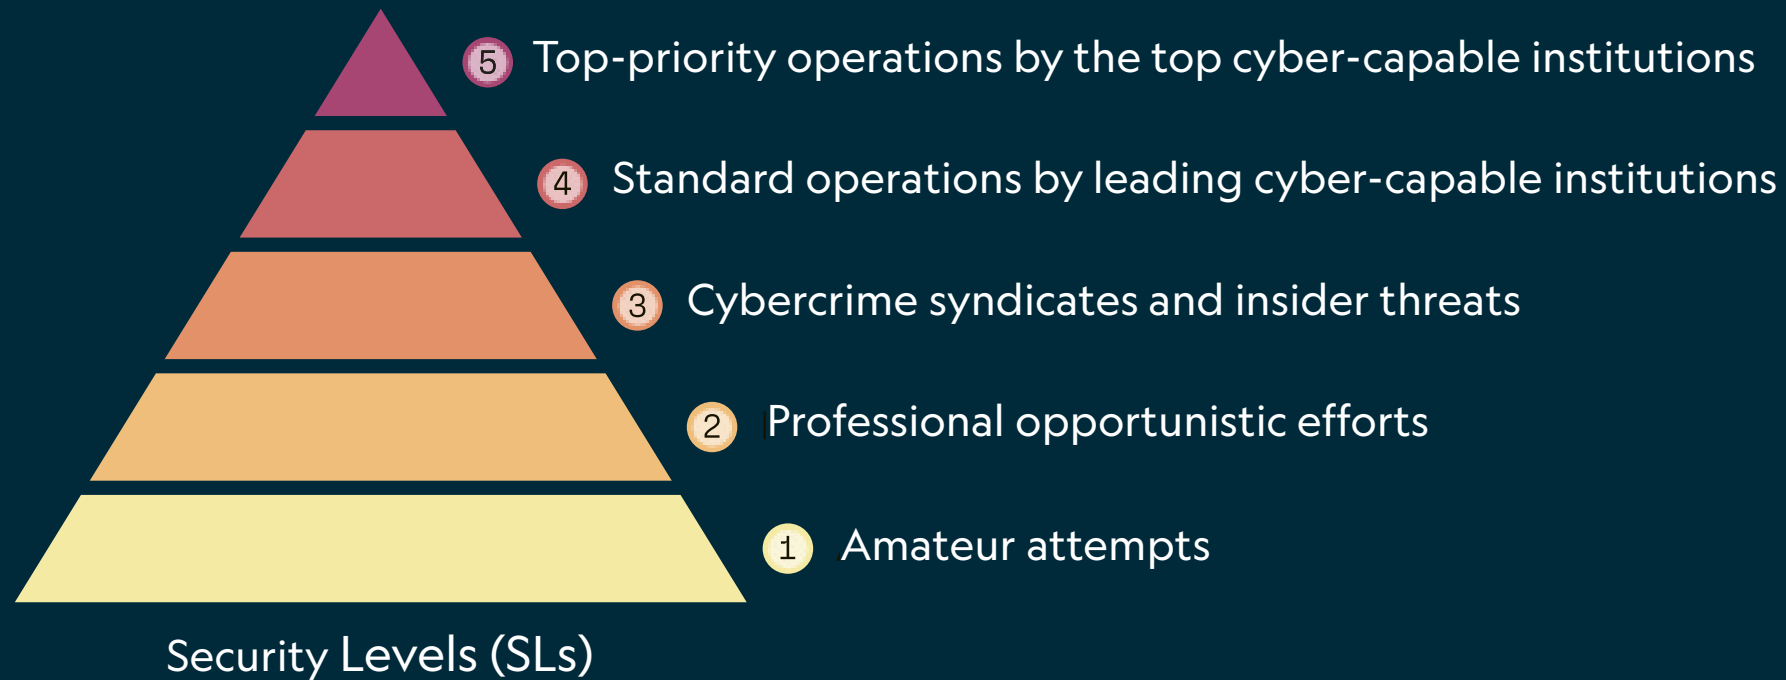 5 Top-priority operations by the top cyber-capable institutions
4 Standard operations by leading cyber-capable institutions
3 Cybercrime syndicates and insider threats
2 Professional opportunistic efforts
1 Amateur attempts
Security Levels (SLs)